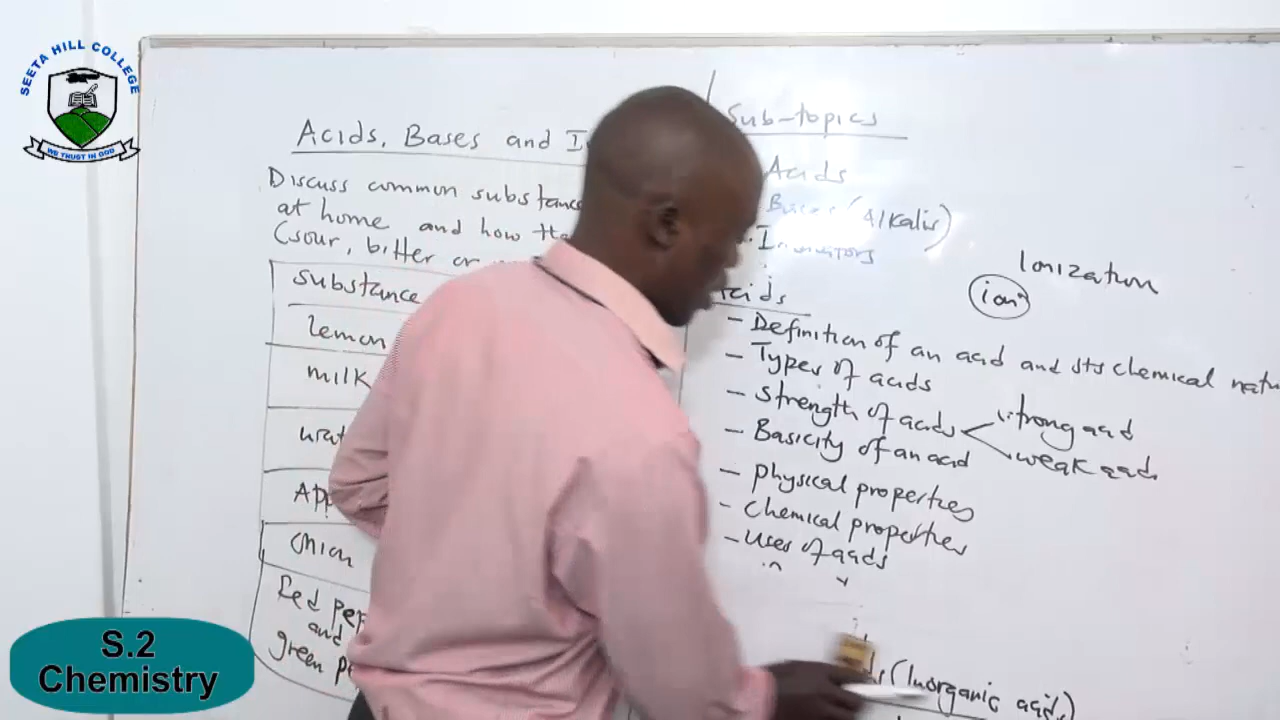 SEETA HILL COLLEGE
WE TRUST IN GOD
Acids, Bases and I
Discuss common substance
at home and how the
(sour, bitter or
substance
lemon
milk
App
Onion
Red pep
and
green pe
Sub-topics
Acids
Bases (Alkalis)
Acids
Ionization
ion
- Definition of an acid and its chemical natu
- Types of acids
- Strength of acids
strong acid
weak acids
- Basicity of an acid
- physical properties
- Chemical properties
- Uses of acids
(Inorganic acids)
S.2
Chemistry